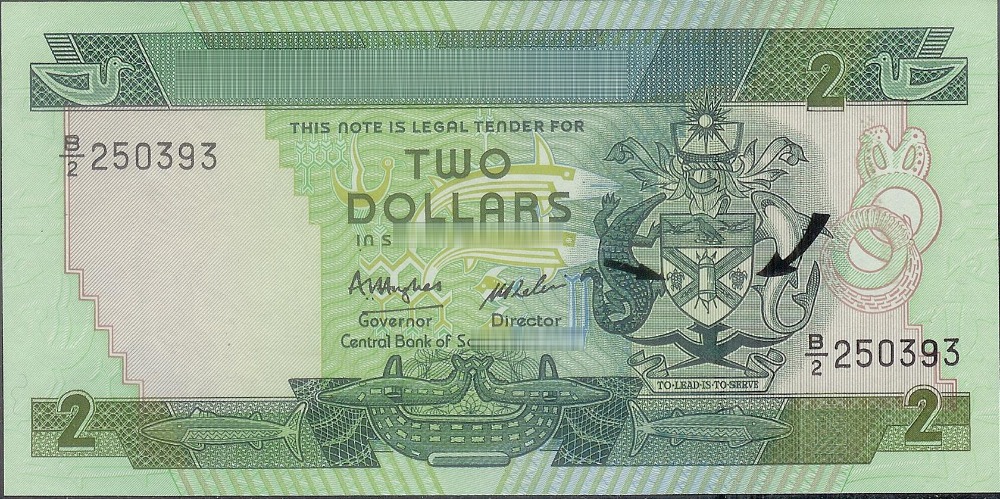 2
B/2 250393
THIS NOTE IS LEGAL TENDER FOR
TWO
DOLLARS
IN S
Governor Director
Central Bank of
B/2 250393
TO·LEAD·IS·TO·SERVE
2 2